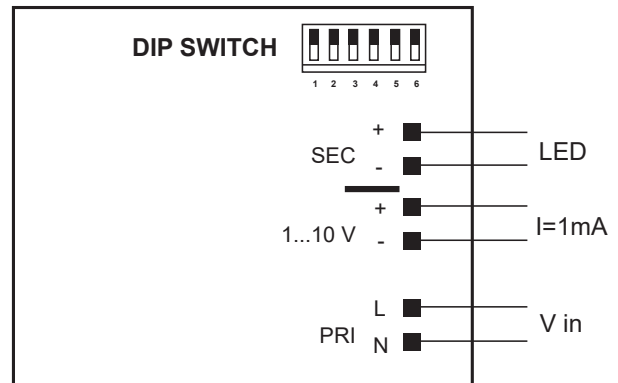 DIP SWITCH
1 2 3 4 5 6
+
SEC
-
LED
+
1...10 V
-
I=1mA
L
PRI
N
V in